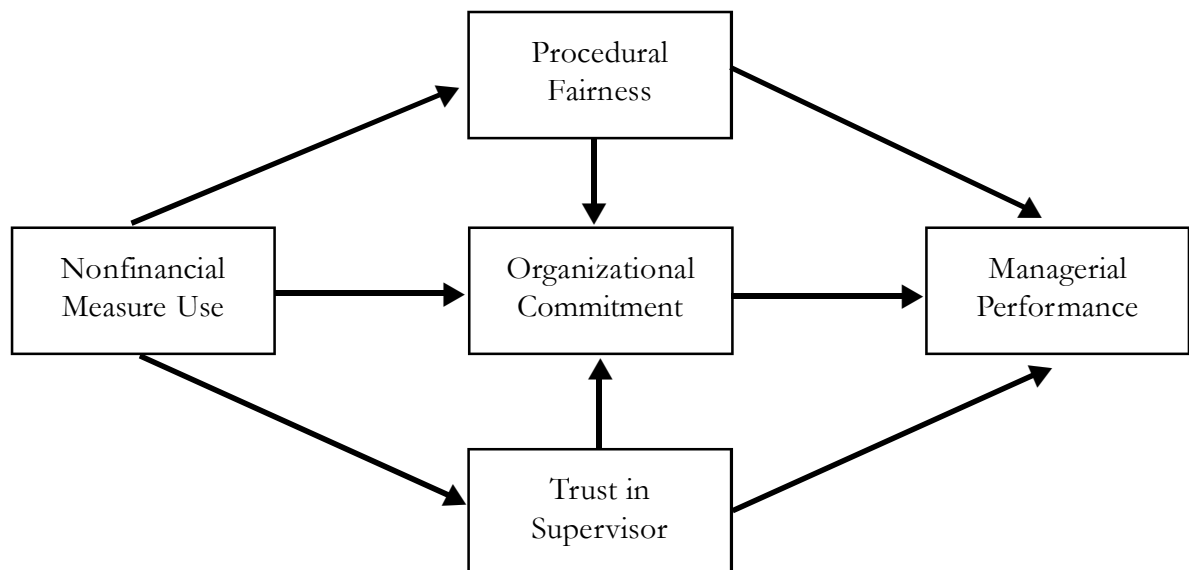 Procedural
Fairness
Nonfinancial
Measure Use
Organizational
Commitment
Managerial
Performance
Trust in
Supervisor